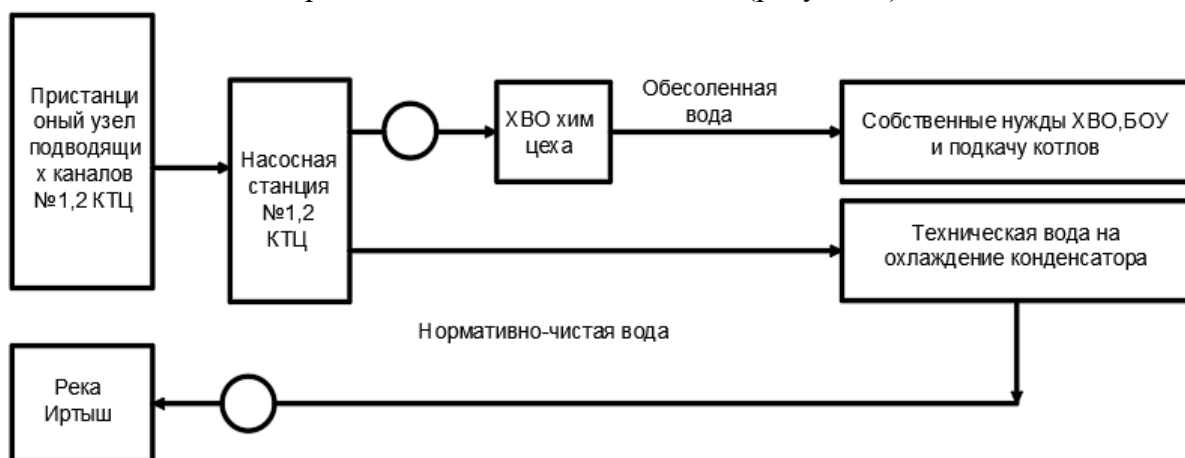 Пристанци
оный узел
подводящи
х каналов
№1,2 КТЦ
Насосная
станция
№1,2
КТЦ
ХВО хим
цеха
Обесоленная
вода
Собственные нужды ХВО,БОУ
и подкачу котлов
Техническая вода на
охлаждение конденсатора
Нормативно-чистая вода
Река
Иртыш